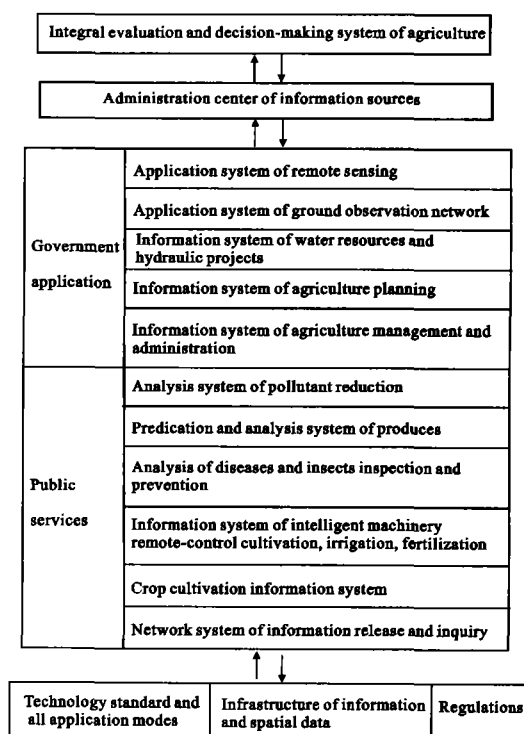 Integral evaluation and decision-making system of agriculture
Administration center of information sources
Government
application
Application system of remote sensing
Application system of ground observation network
Information system of water resources and
hydraulic projects
Information system of agriculture planning
Information system of agriculture management and
administration
Public
services
Analysis system of pollutant reduction
Predication and analysis system of produces
Analysis of diseases and insects inspection and
prevention
Information system of intelligent machinery
remote-control cultivation, irrigation, fertilization
Crop cultivation information system
Network system of information release and inquiry
Technology standard and
all application modes
Infrastructure of information
and spatial data
Regulations